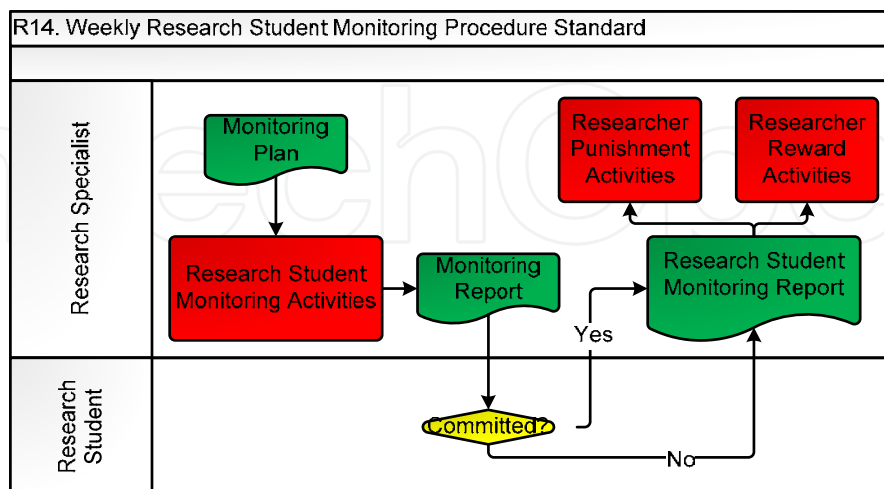 R14. Weekly Research Student Monitoring Procedure Standard
Research Specialist
Monitoring
Plan
Researcher
Punishment
Activities
Researcher
Reward
Activities
Research Student
Monitoring Activities
Monitoring
Report
Research Student
Monitoring Report
Yes
Research
Student
Committed?
No